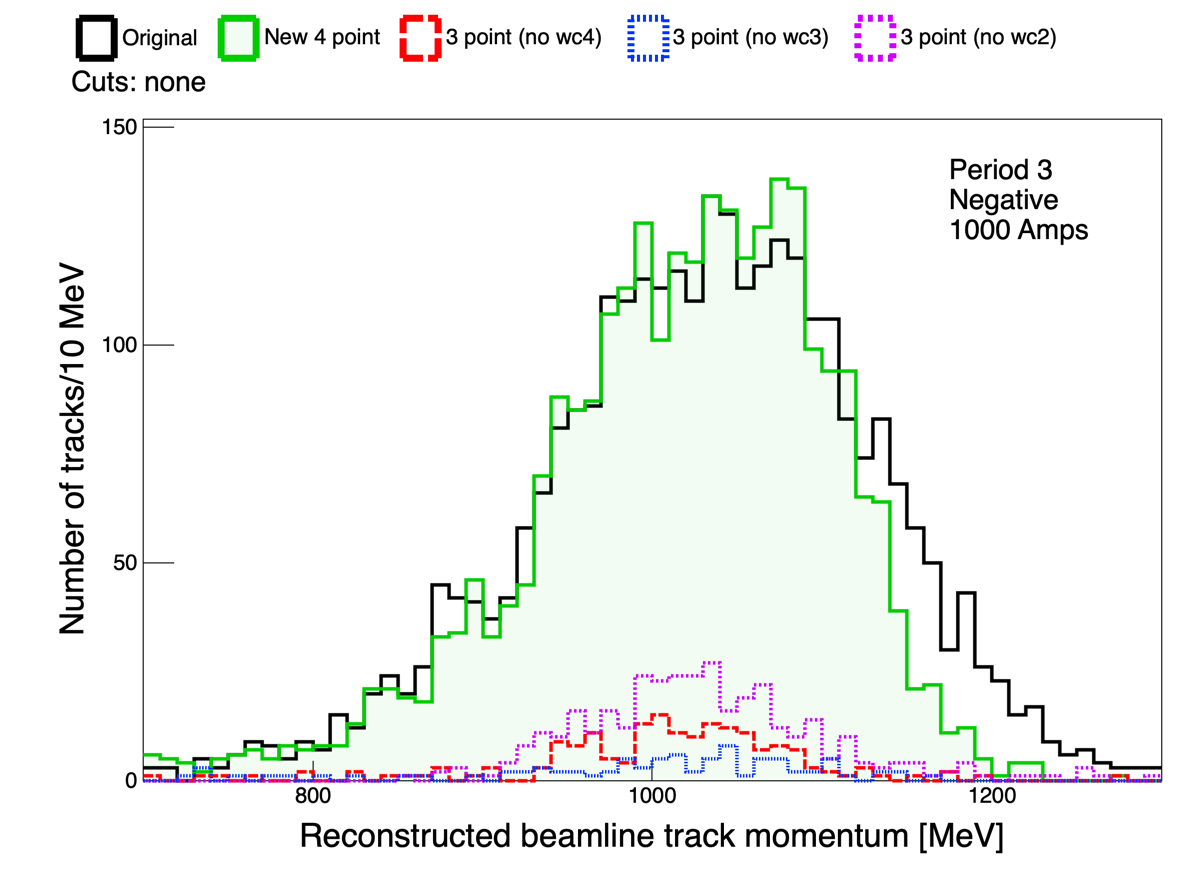 Original New 4 point 3 point (no wc4) 3 point (no wc3) 3 point (no wc2)
Cuts: none
150
Period 3
Negative
1000 Amps
Number of tracks/10 MeV
100
50
0
800 1000 1200
Reconstructed beamline track momentum [MeV]